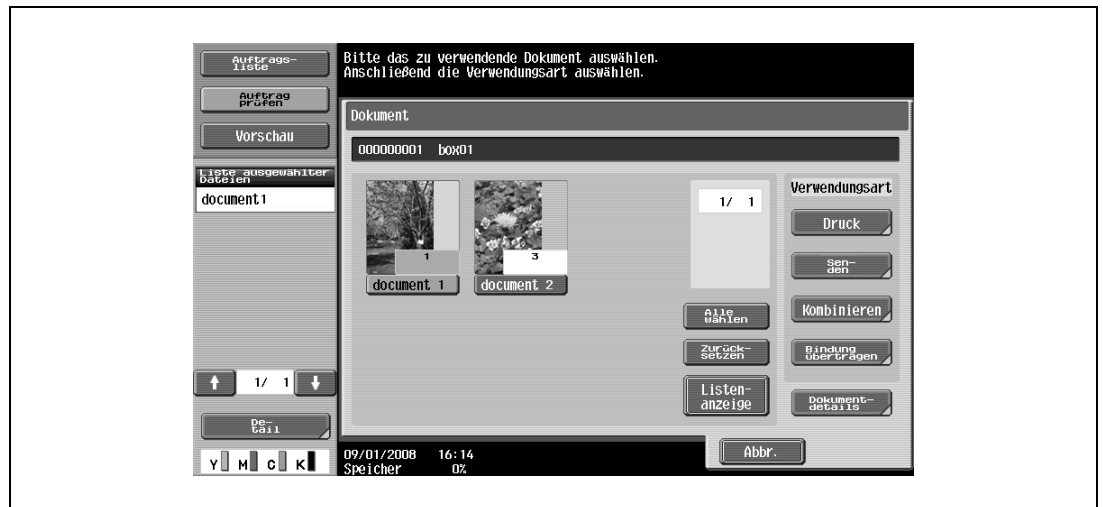 Auftrags-
liste
Auftrag
prüfen
Vorschau
Liste ausgewählter
Dateien
document1
1/ 1
De-
tail
Y M C K
Bitte das zu verwendende Dokument auswählen.
Anschließend die Verwendungsart auswählen.
Dokument
000000001 box01
1
document 1
3
document 2
1/ 1
Alle
wählen
Zurück-
setzen
Listen-
anzeige
Verwendungsart
Druck
Sen-
den
Kombinieren
Bindung
übertragen
Dokument-
details
Abbr.
09/01/2008 16:14
Speicher 0%